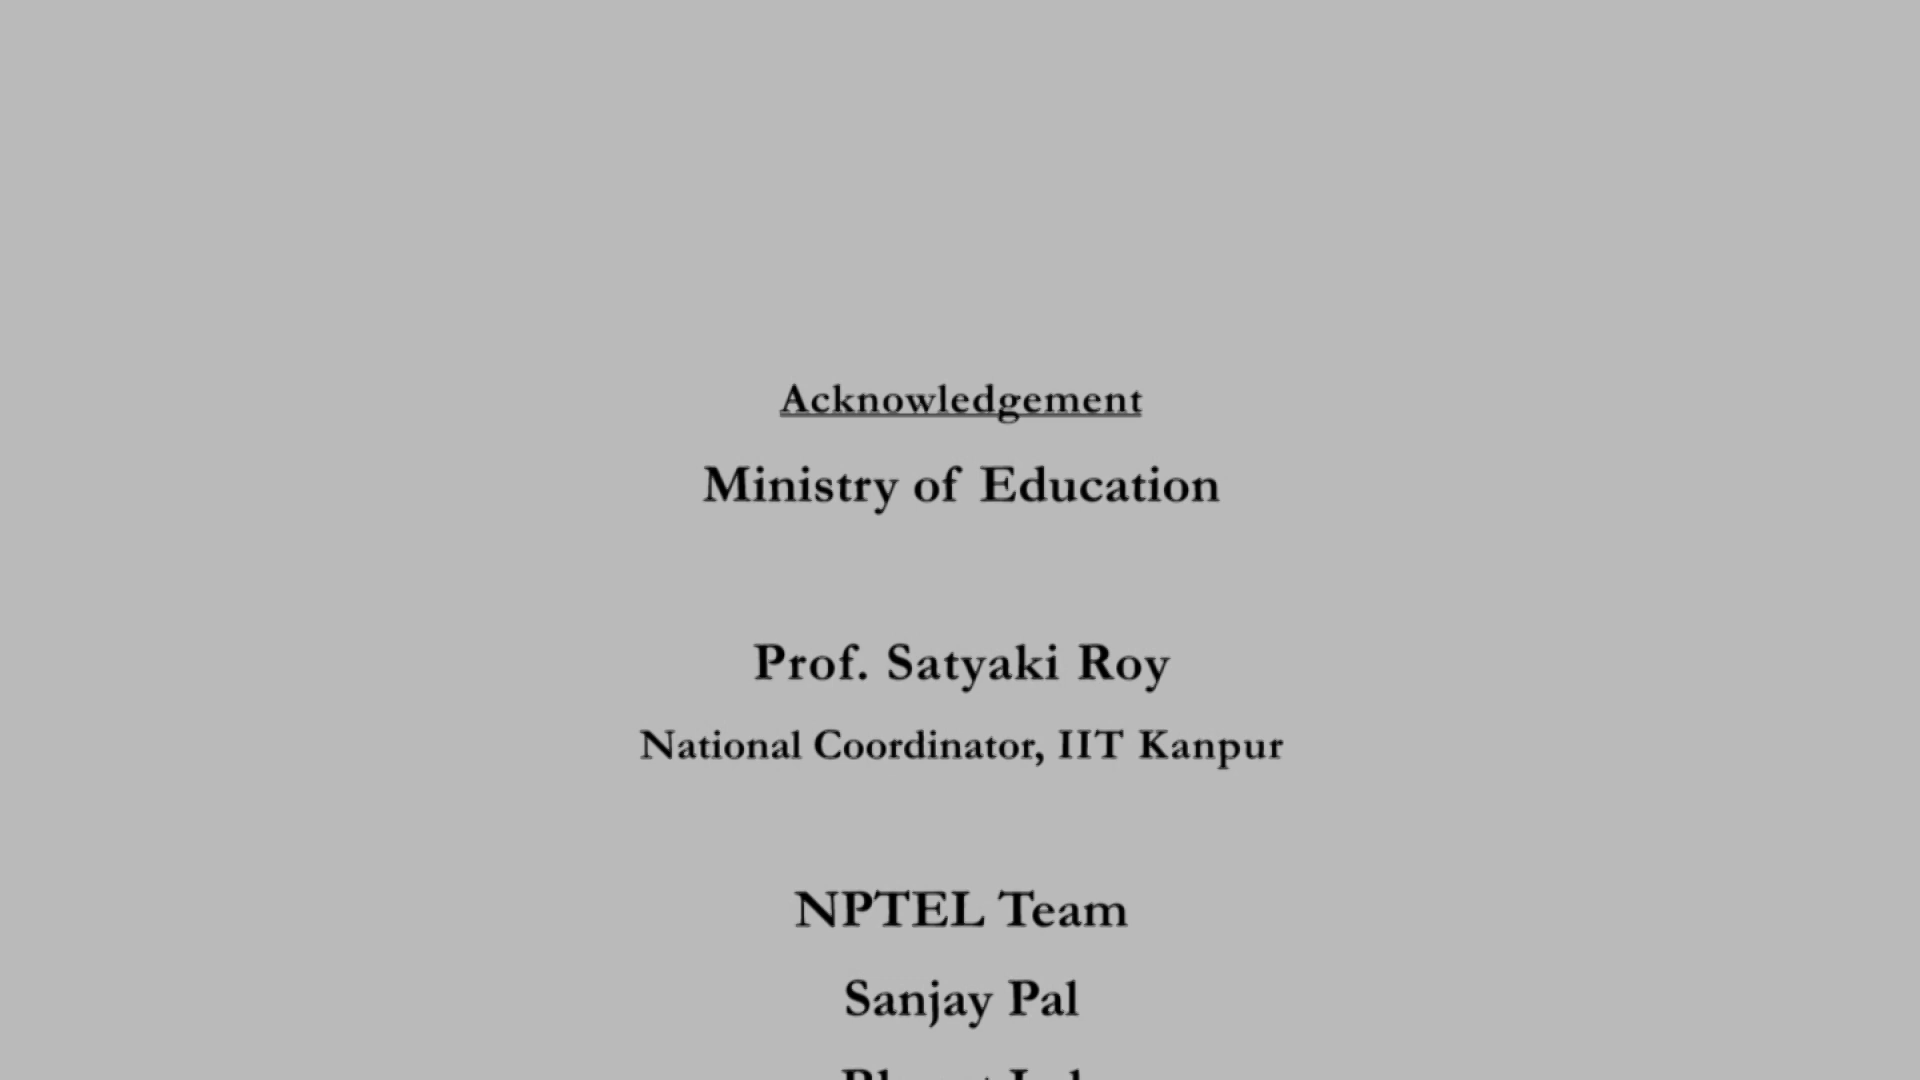 Acknowledgement
Ministry of Education
Prof. Satyaki Roy
National Coordinator, IIT Kanpur
NPTEL Team
Sanjay Pal